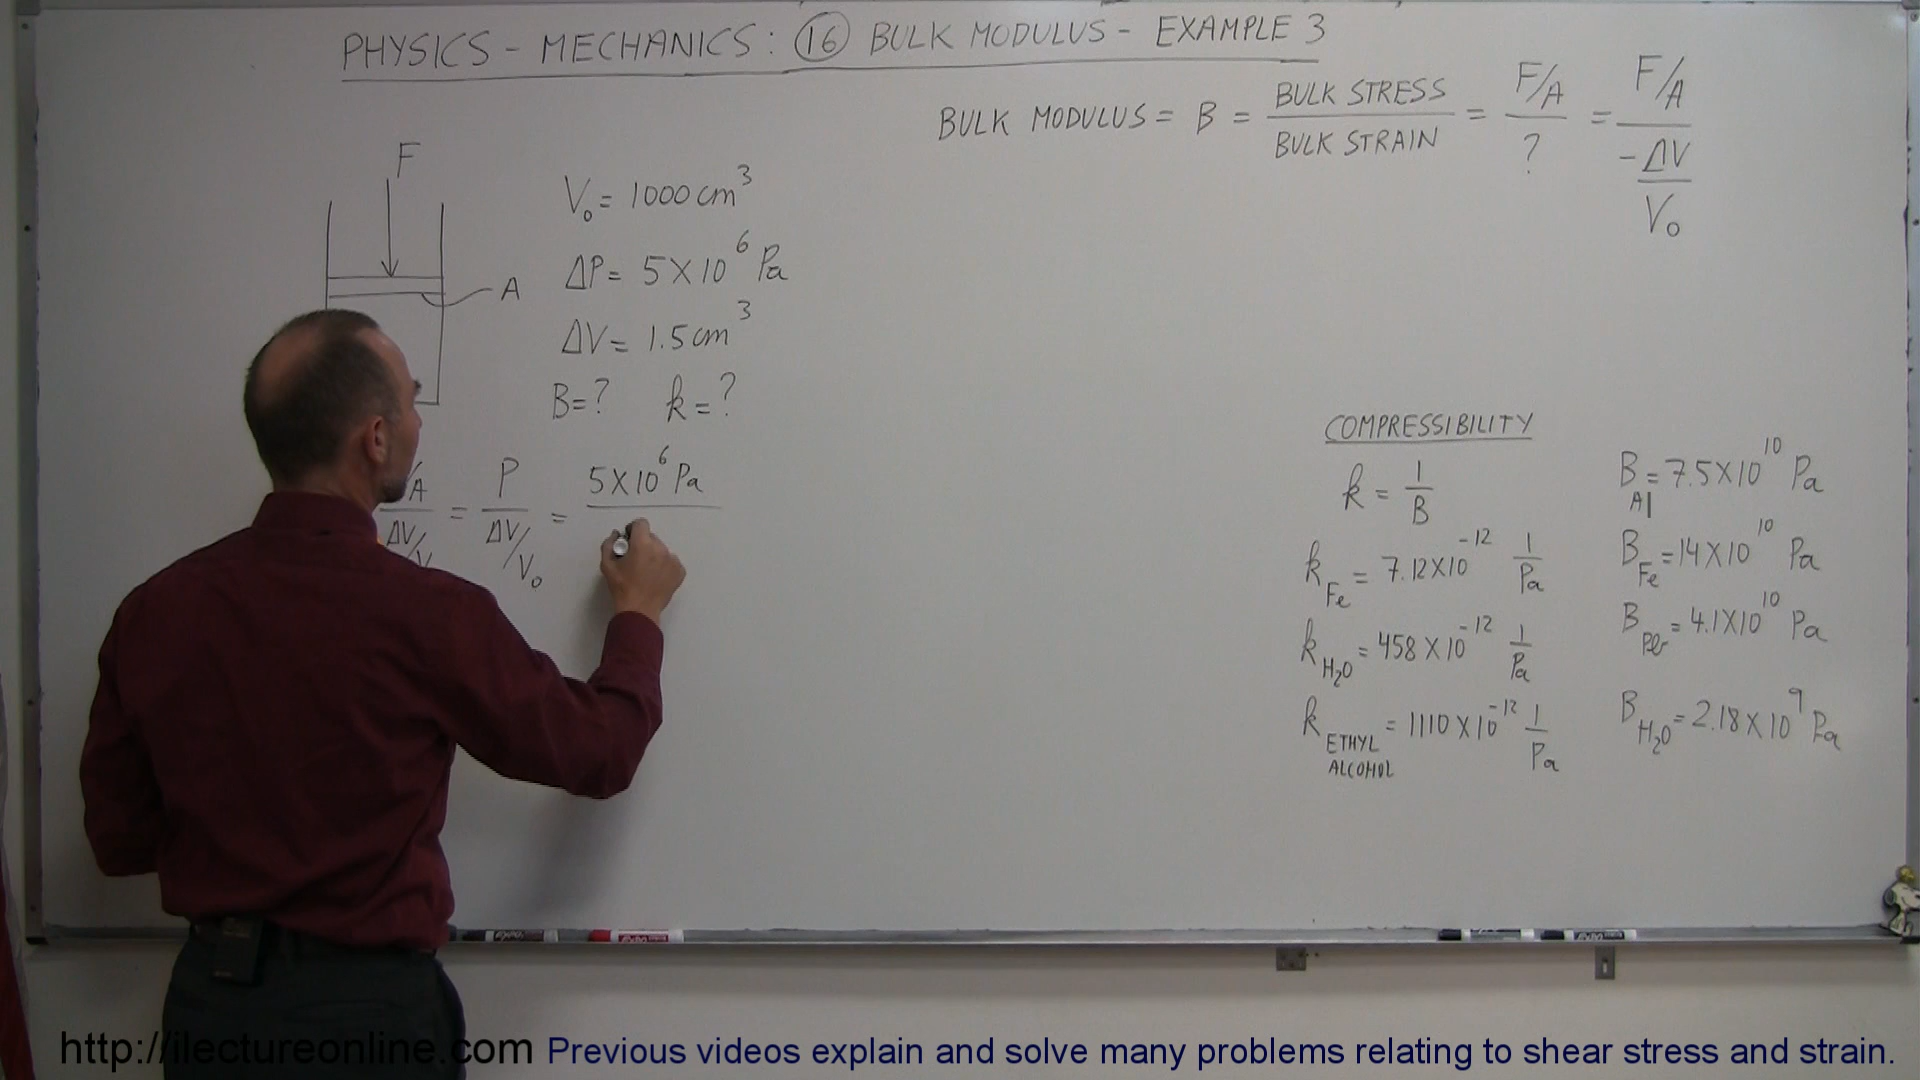 PHYSICS - MECHANICS: 16 BULK MODULUS - EXAMPLE 3
BULK MODULUS = B = BULK STRESS / BULK STRAIN = F/A / ? = F/A / -ΔV/V₀
F
A
V₀ = 1000 cm³
ΔP = 5 X 10⁶ Pa
ΔV = 1.5 cm³
B = ? k = ?
/A / ΔV/V = P / ΔV/V₀ = 5 X 10⁶ Pa
COMPRESSIBILITY
k = 1/B
k Fe = 7.12 X 10⁻¹² 1/Pa
k H₂O = 458 X 10⁻¹² 1/Pa
k ETHYL ALCOHOL = 1110 X 10⁻¹² 1/Pa
B Al = 7.5 X 10¹⁰ Pa
B Fe = 14 X 10¹⁰ Pa
B Pb = 4.1 X 10¹⁰ Pa
B H₂O = 2.18 X 10⁹ Pa
http://ilectureonline.com Previous videos explain and solve many problems relating to shear stress and strain.